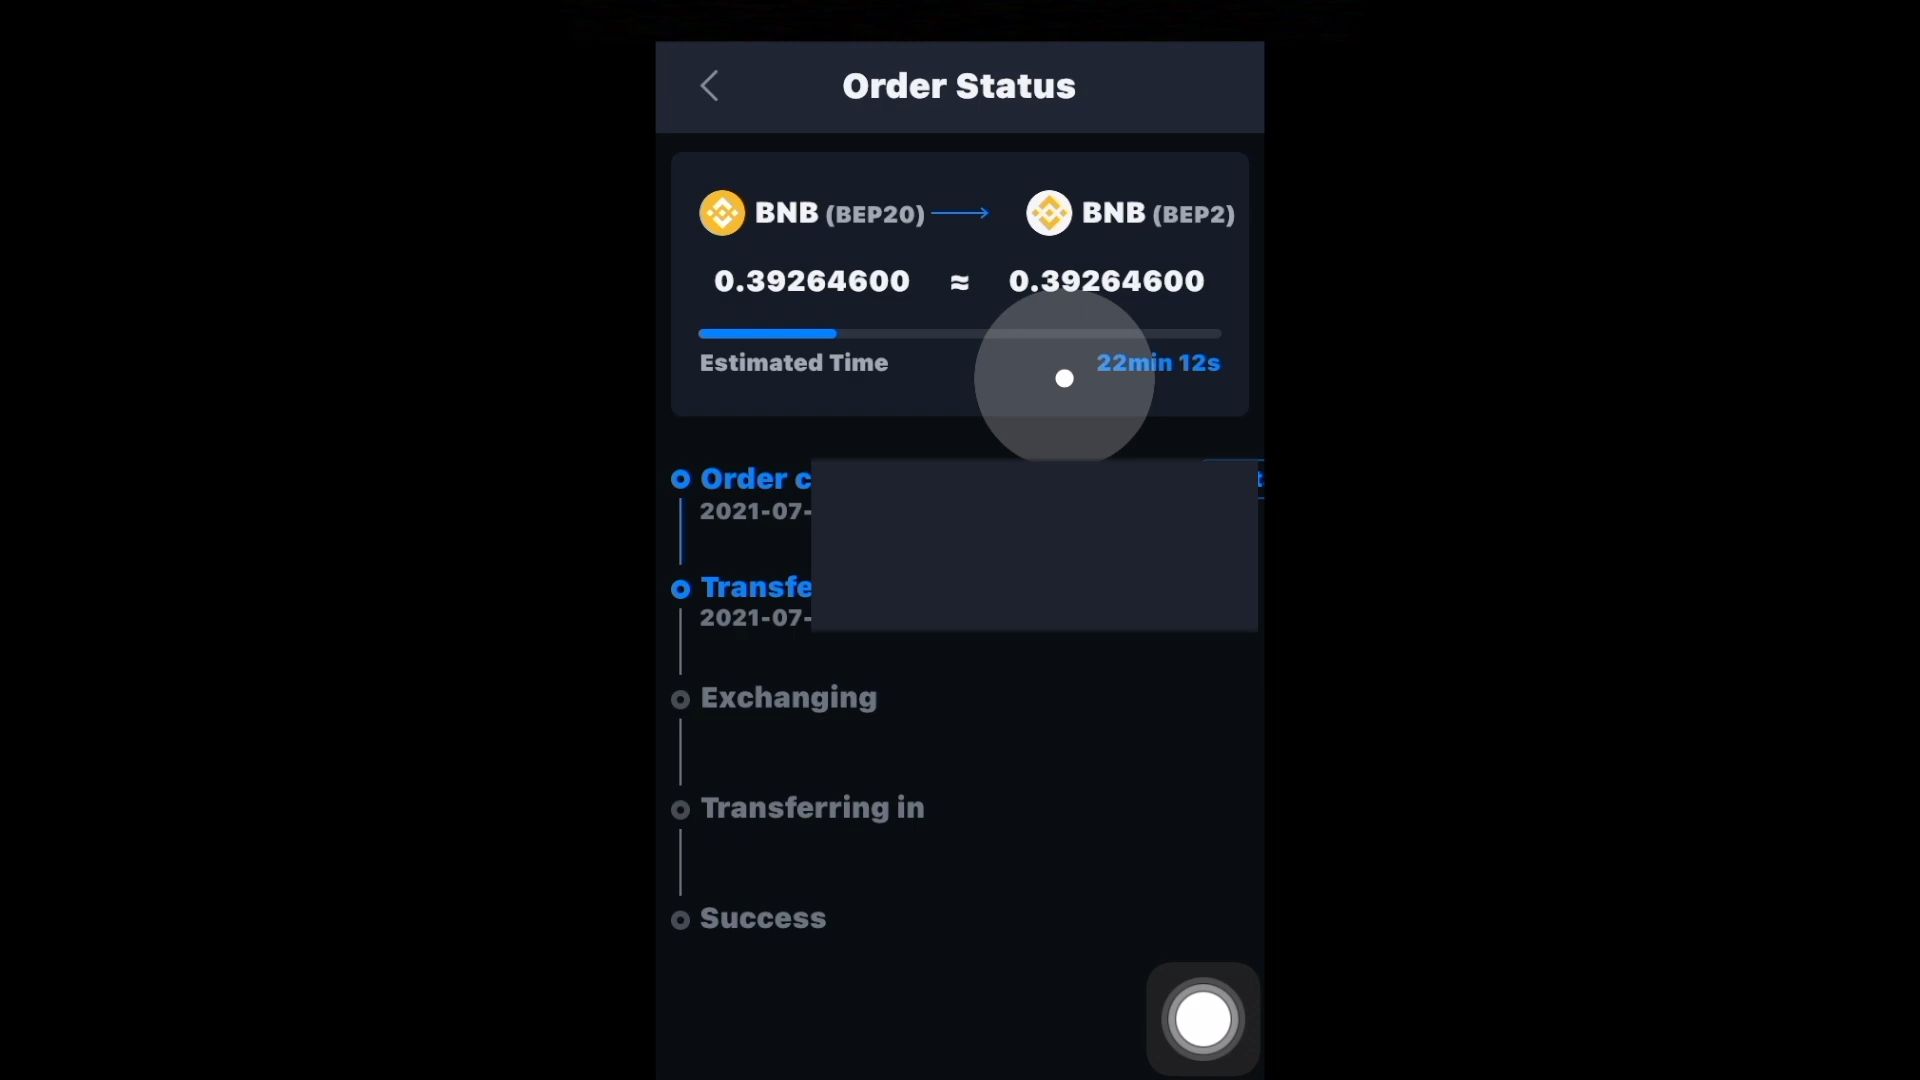 Order Status
BNB (BEP20) → BNB (BEP2)
0.39264600 ≈ 0.39264600
Estimated Time 22min 12s
Order c
2021-07-
Transfe
2021-07-
Exchanging
Transferring in
Success